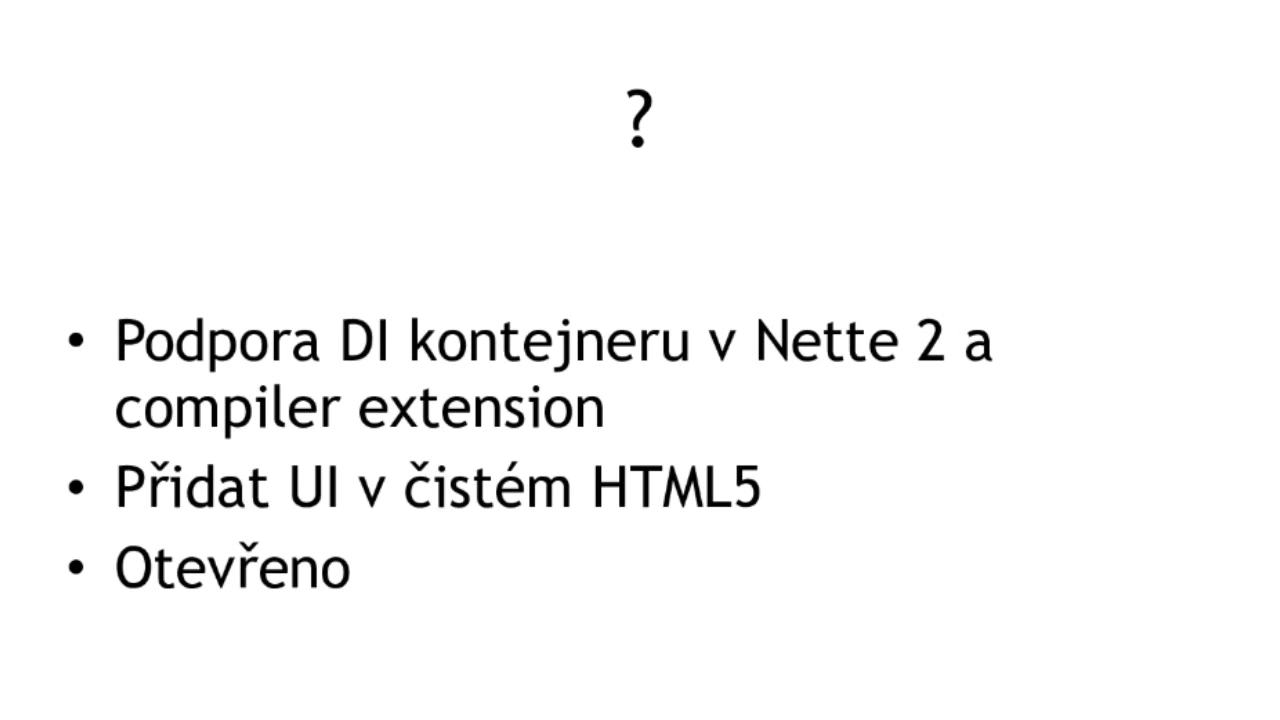 ?
• Podpora DI kontejneru v Nette 2 a
compiler extension
• Přidat UI v čistém HTML5
• Otevřeno